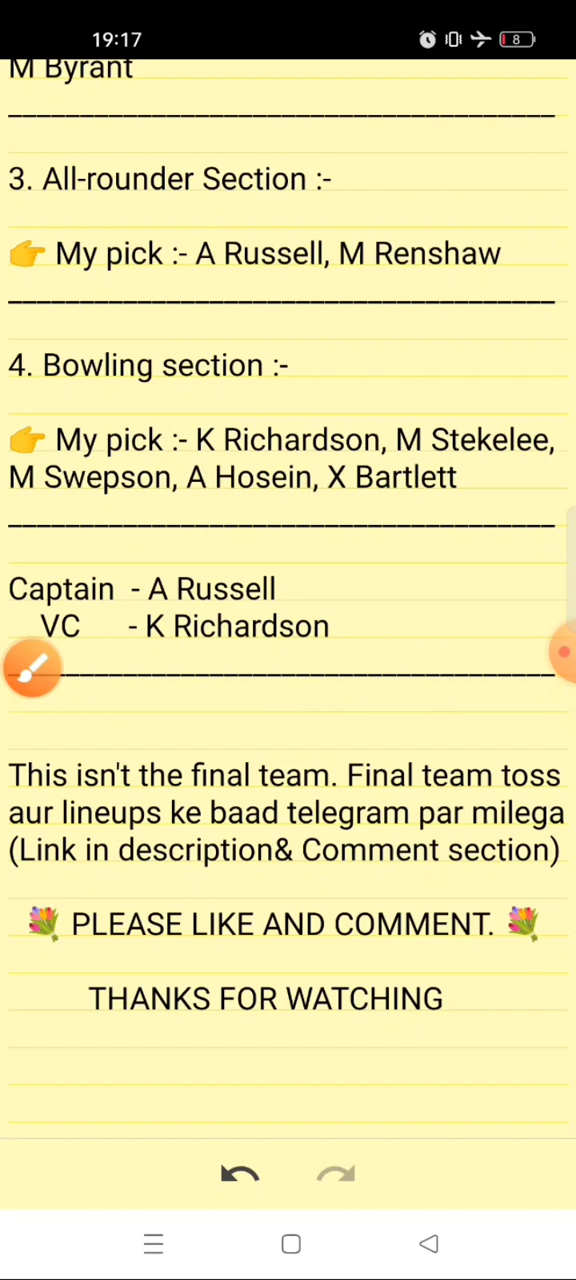 19:17
8
M Byrant
3. All-rounder Section :-
👉 My pick :- A Russell, M Renshaw
4. Bowling section :-
👉 My pick :- K Richardson, M Stekelee,
M Swepson, A Hosein, X Bartlett
Captain - A Russell
VC - K Richardson
This isn't the final team. Final team toss
aur lineups ke baad telegram par milega
(Link in description& Comment section)
💐 PLEASE LIKE AND COMMENT. 💐
THANKS FOR WATCHING